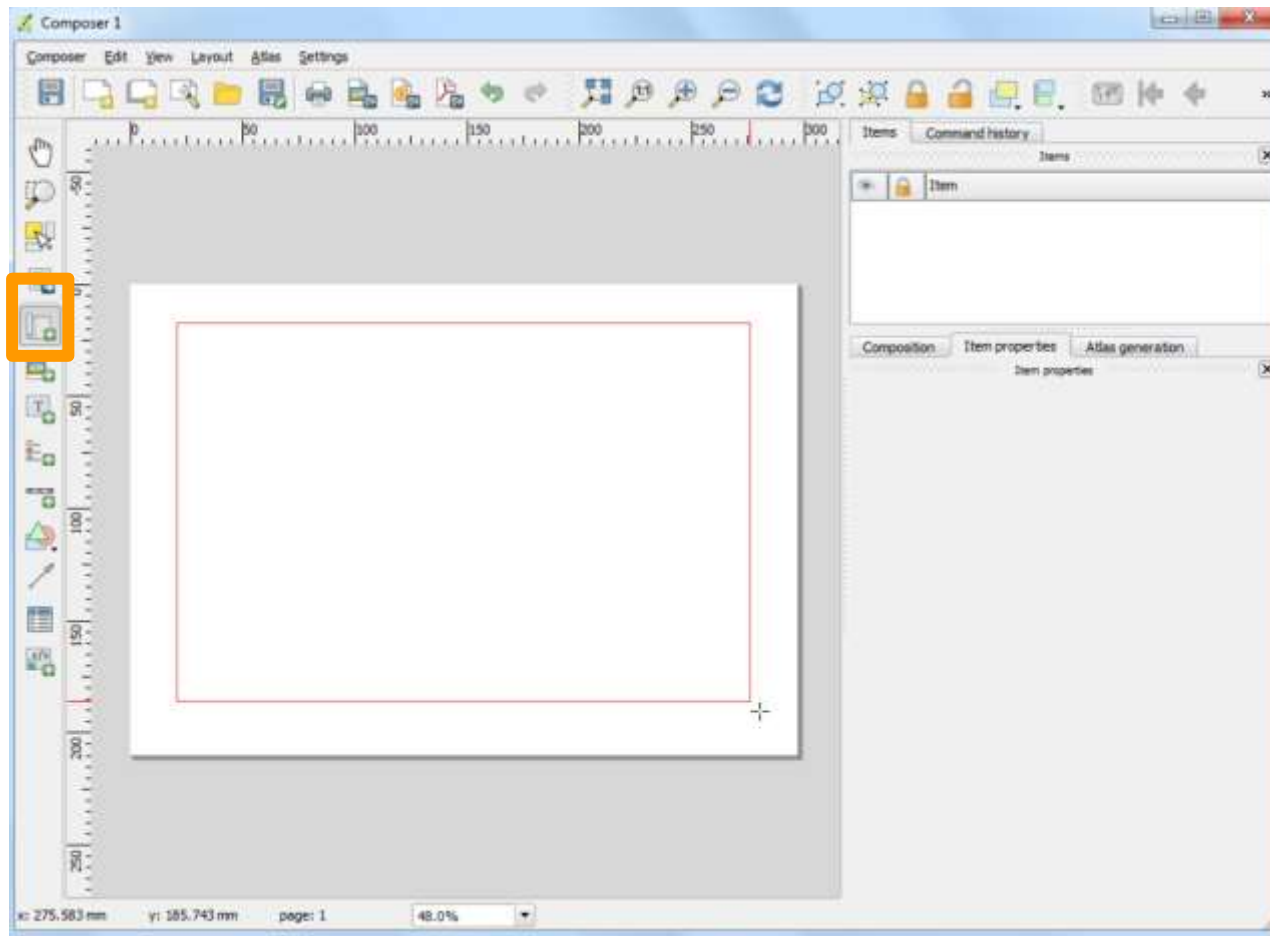 Composer 1
Composer Edit View Layout Atlas Settings
0 50 100 150 200 250 300
Items Command history
Items
Item
-50
0
50
100
150
200
250
Composition Item properties Atlas generation
Item properties
x: 275.583 mm y: 185.743 mm page: 1 48.0%